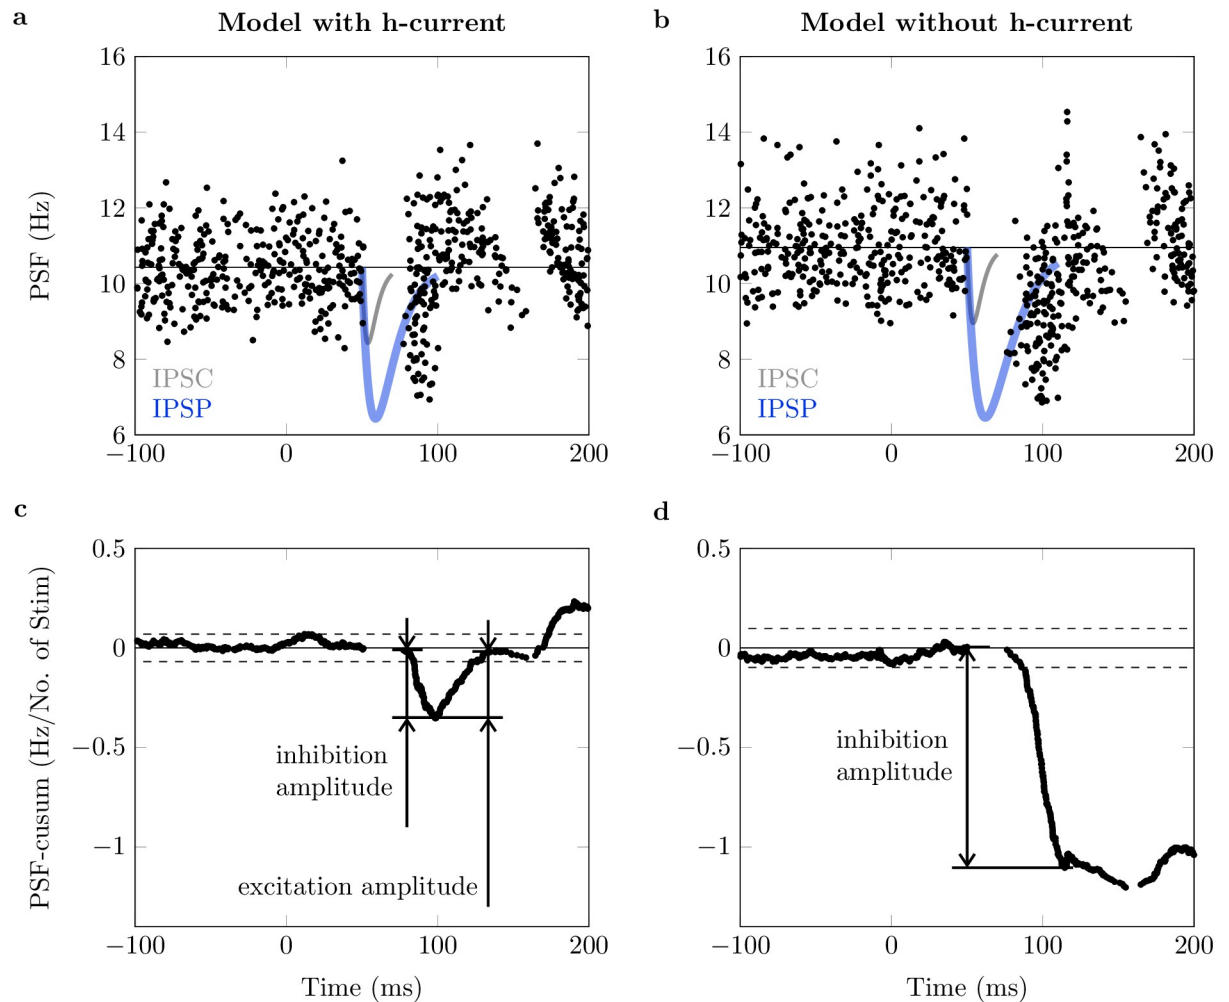 a
Model with h-current
b
Model without h-current
PSF (Hz)
16
14
12
10
8
6
IPSC
IPSP
−100
0
100
200
16
14
12
10
8
6
IPSC
IPSP
−100
0
100
200
c
PSF-cusum (Hz/No. of Stim)
0.5
0
−0.5
−1
inhibition
amplitude
excitation amplitude
−100
0
100
200
Time (ms)
d
0.5
0
−0.5
−1
inhibition
amplitude
−100
0
100
200
Time (ms)